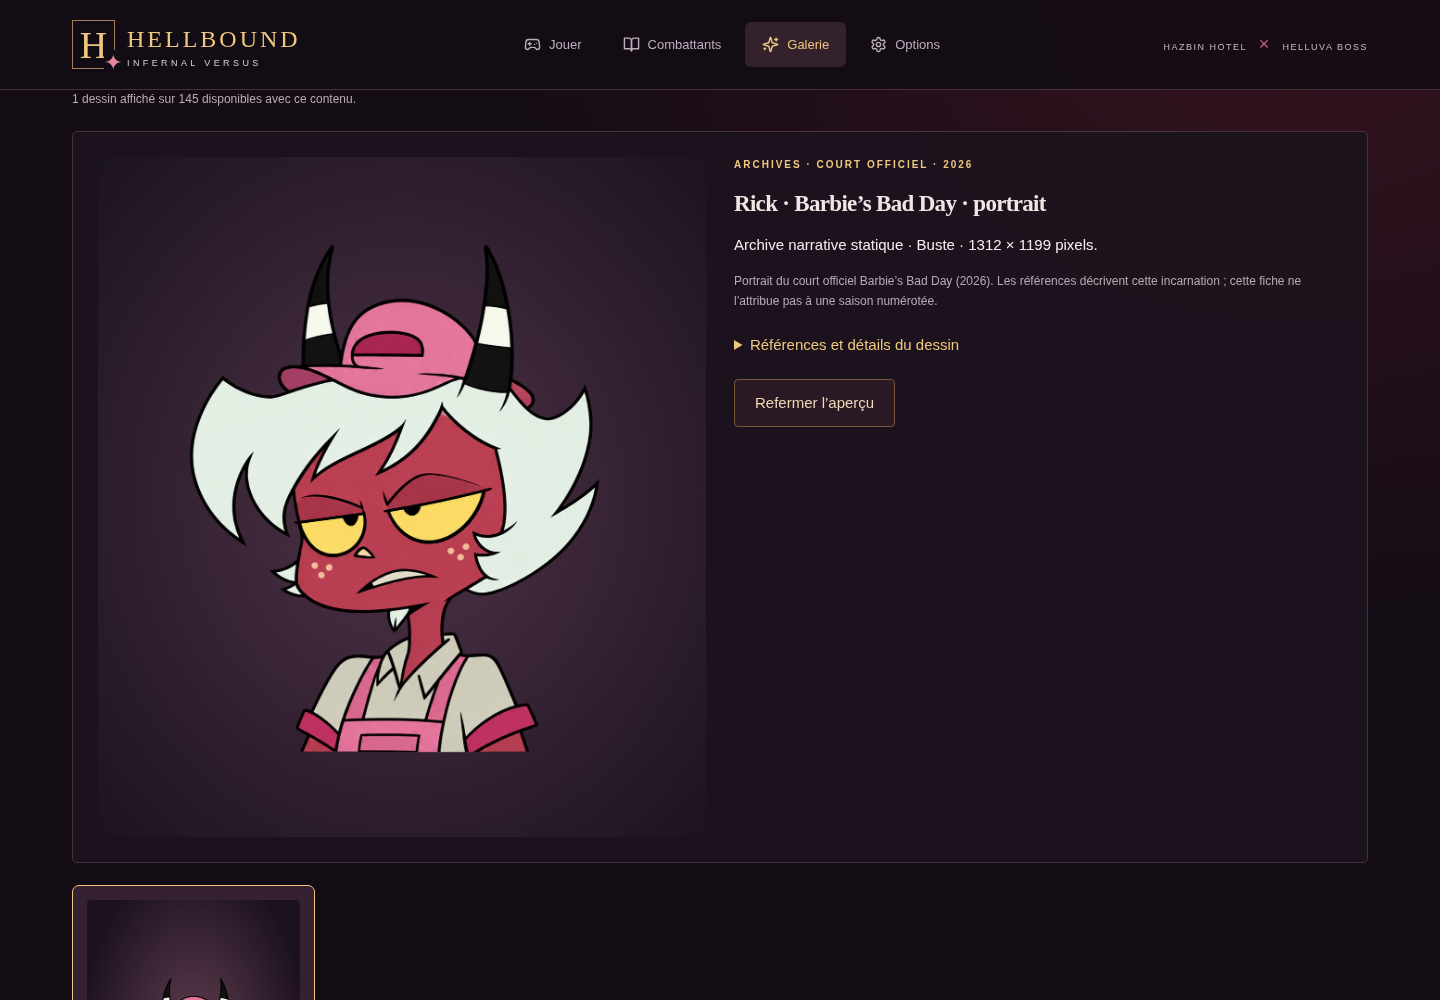 H
HELLBOUND
INFERNAL VERSUS
Jouer
Combattants
Galerie
Options
HAZBIN HOTEL × HELLUVA BOSS
1 dessin affiché sur 145 disponibles avec ce contenu.
ARCHIVES · COURT OFFICIEL · 2026
Rick · Barbie’s Bad Day · portrait
Archive narrative statique · Buste · 1312 × 1199 pixels.
Portrait du court officiel Barbie’s Bad Day (2026). Les références décrivent cette incarnation ; cette fiche ne
l’attribue pas à une saison numérotée.
Références et détails du dessin
Refermer l’aperçu